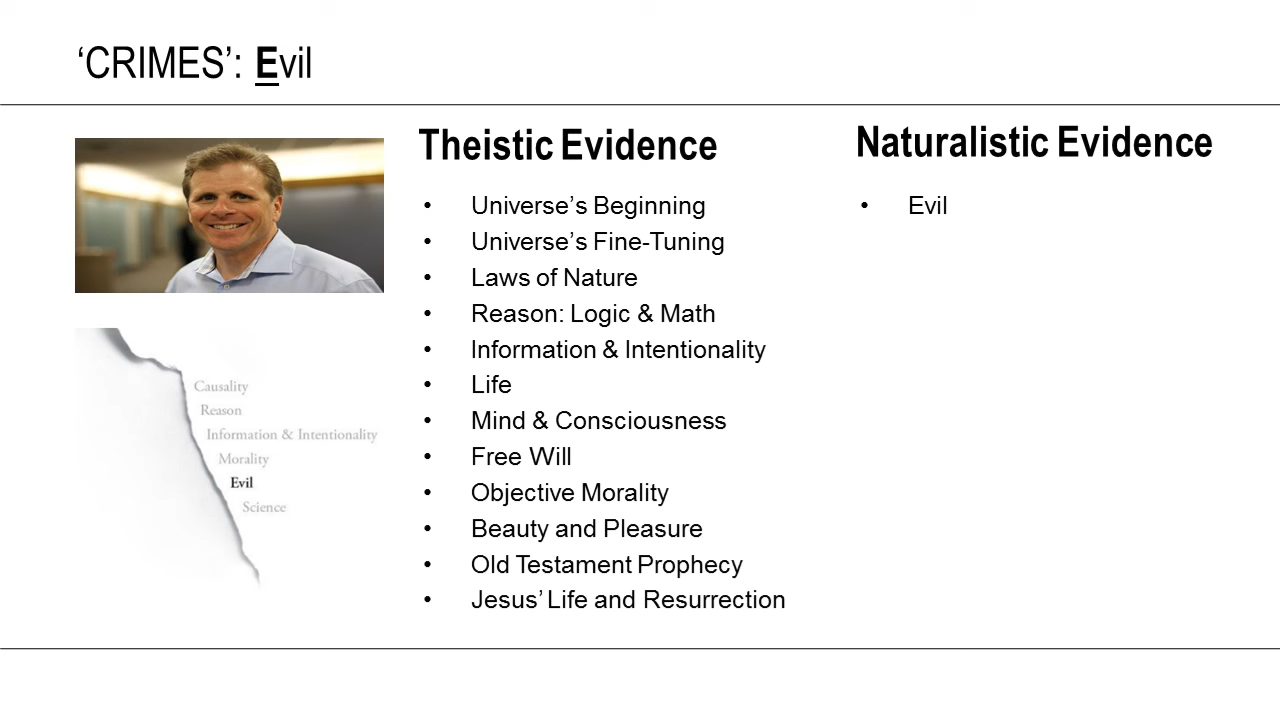 ‘CRIMES’: Evil
Theistic Evidence
• Universe’s Beginning
• Universe’s Fine-Tuning
• Laws of Nature
• Reason: Logic & Math
• Information & Intentionality
• Life
• Mind & Consciousness
• Free Will
• Objective Morality
• Beauty and Pleasure
• Old Testament Prophecy
• Jesus’ Life and Resurrection
Naturalistic Evidence
• Evil
Causality
Reason
Information & Intentionality
Morality
Evil
Science